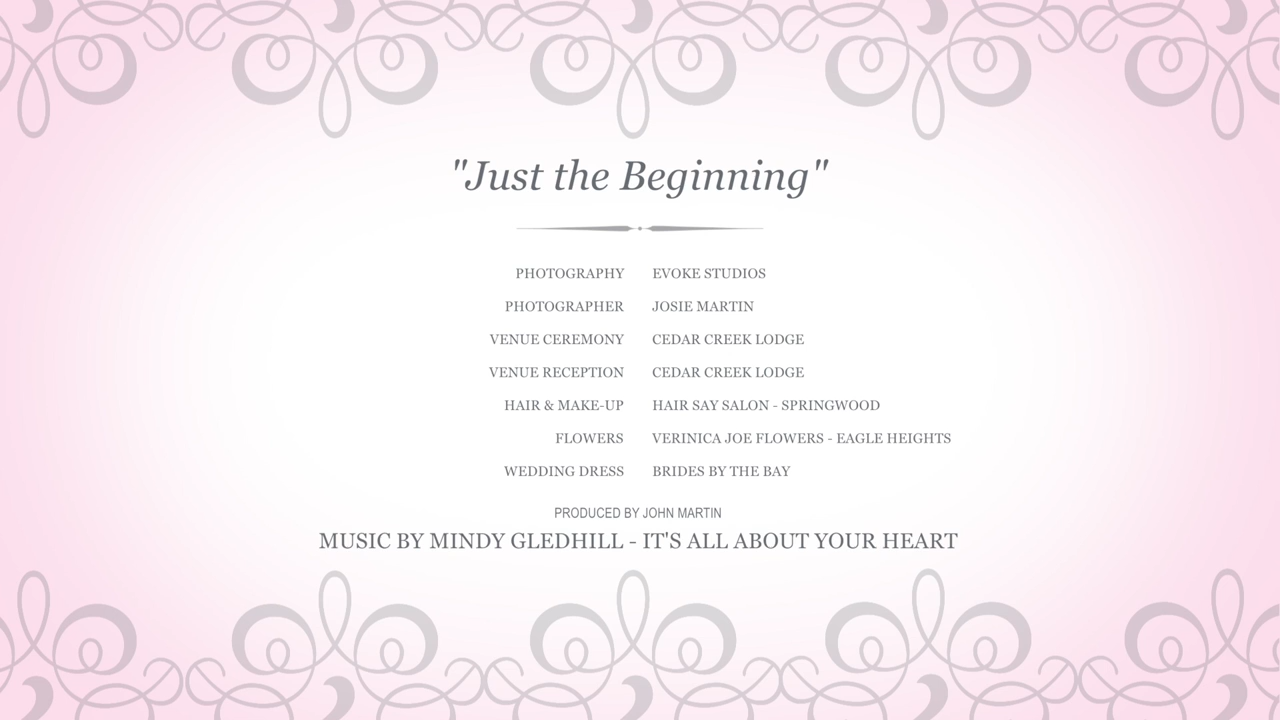 "Just the Beginning"
PHOTOGRAPHY EVOKE STUDIOS
PHOTOGRAPHER JOSIE MARTIN
VENUE CEREMONY CEDAR CREEK LODGE
VENUE RECEPTION CEDAR CREEK LODGE
HAIR & MAKE-UP HAIR SAY SALON - SPRINGWOOD
FLOWERS VERINICA JOE FLOWERS - EAGLE HEIGHTS
WEDDING DRESS BRIDES BY THE BAY
PRODUCED BY JOHN MARTIN
MUSIC BY MINDY GLEDHILL - IT'S ALL ABOUT YOUR HEART